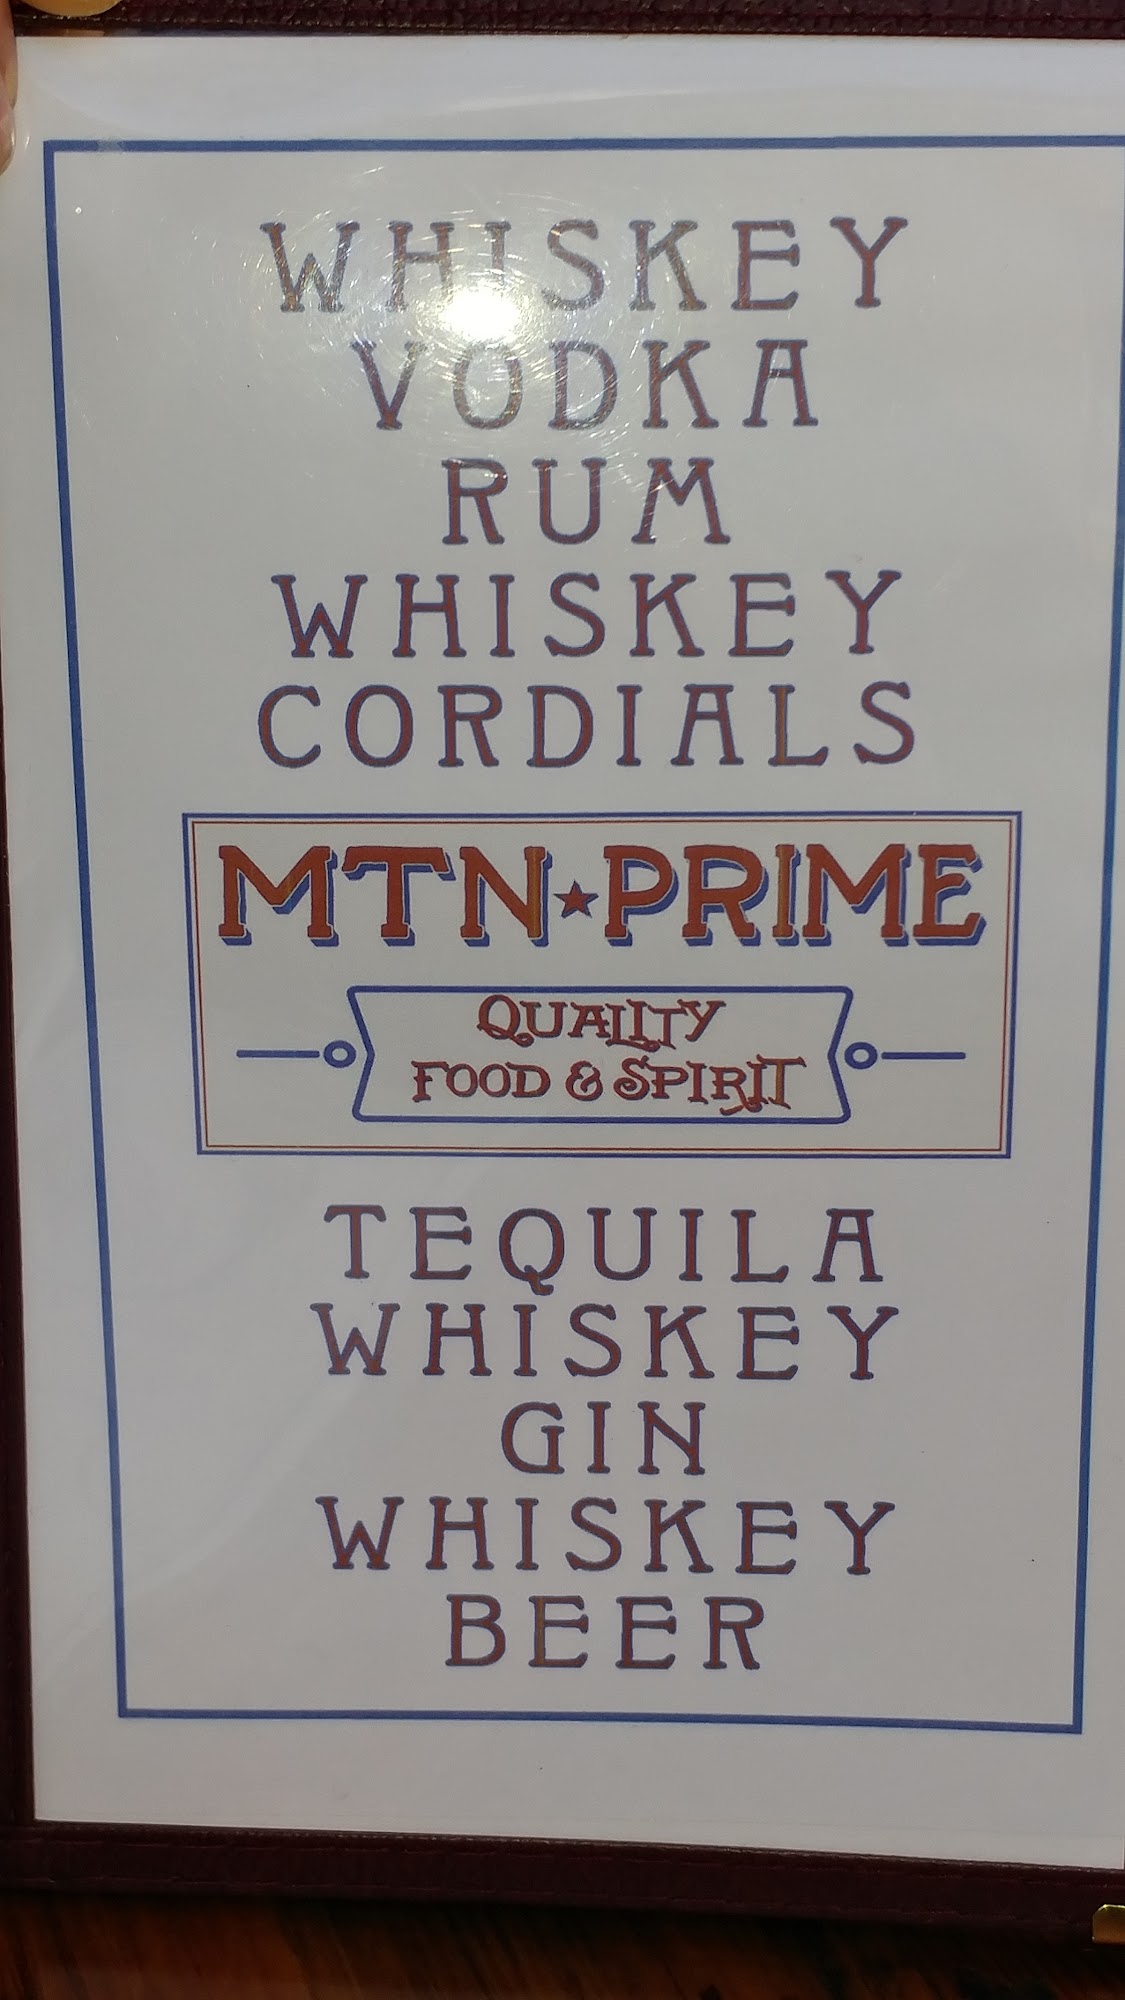 WHISKEY
VODKA
RUM
WHISKEY
CORDIALS
MTN★PRIME
QUALITY
FOOD & SPIRIT
TEQUILA
WHISKEY
GIN
WHISKEY
BEER